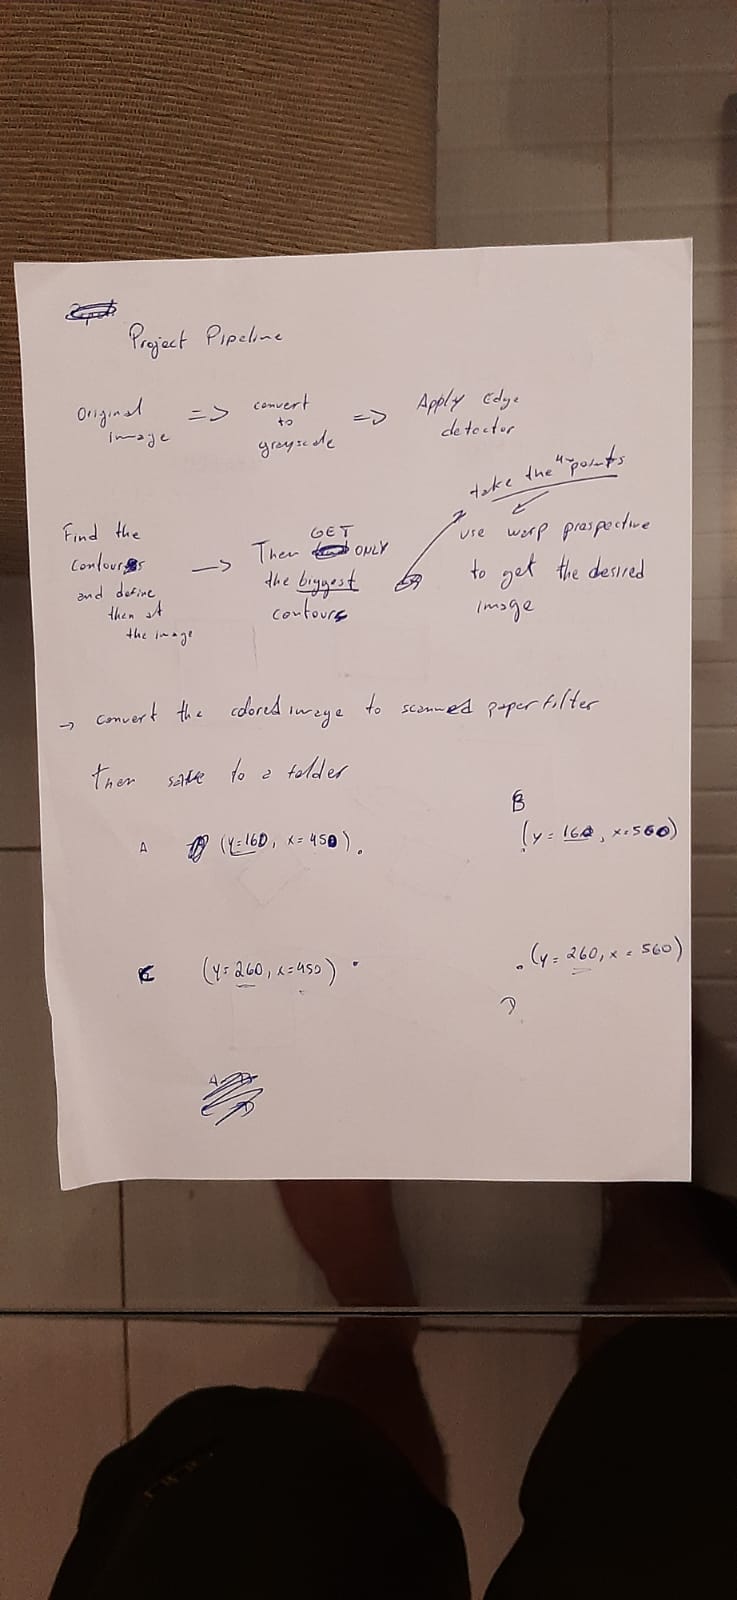 Project Pipeline
Original
image
=>
convert
to
grayscale
=>
Apply Edge
detector
Find the
contours
and define
then at
the image
->
GET
Then ONLY
the biggest
contours
take the 4 points
use warp prespective
to get the desired
image
-> convert the colored image to scanned paper filter
then save to a folder
A (y=160, x=450).
B
(y=160, x=560)
C (y=260, x=450)
(y=260, x=560)
D